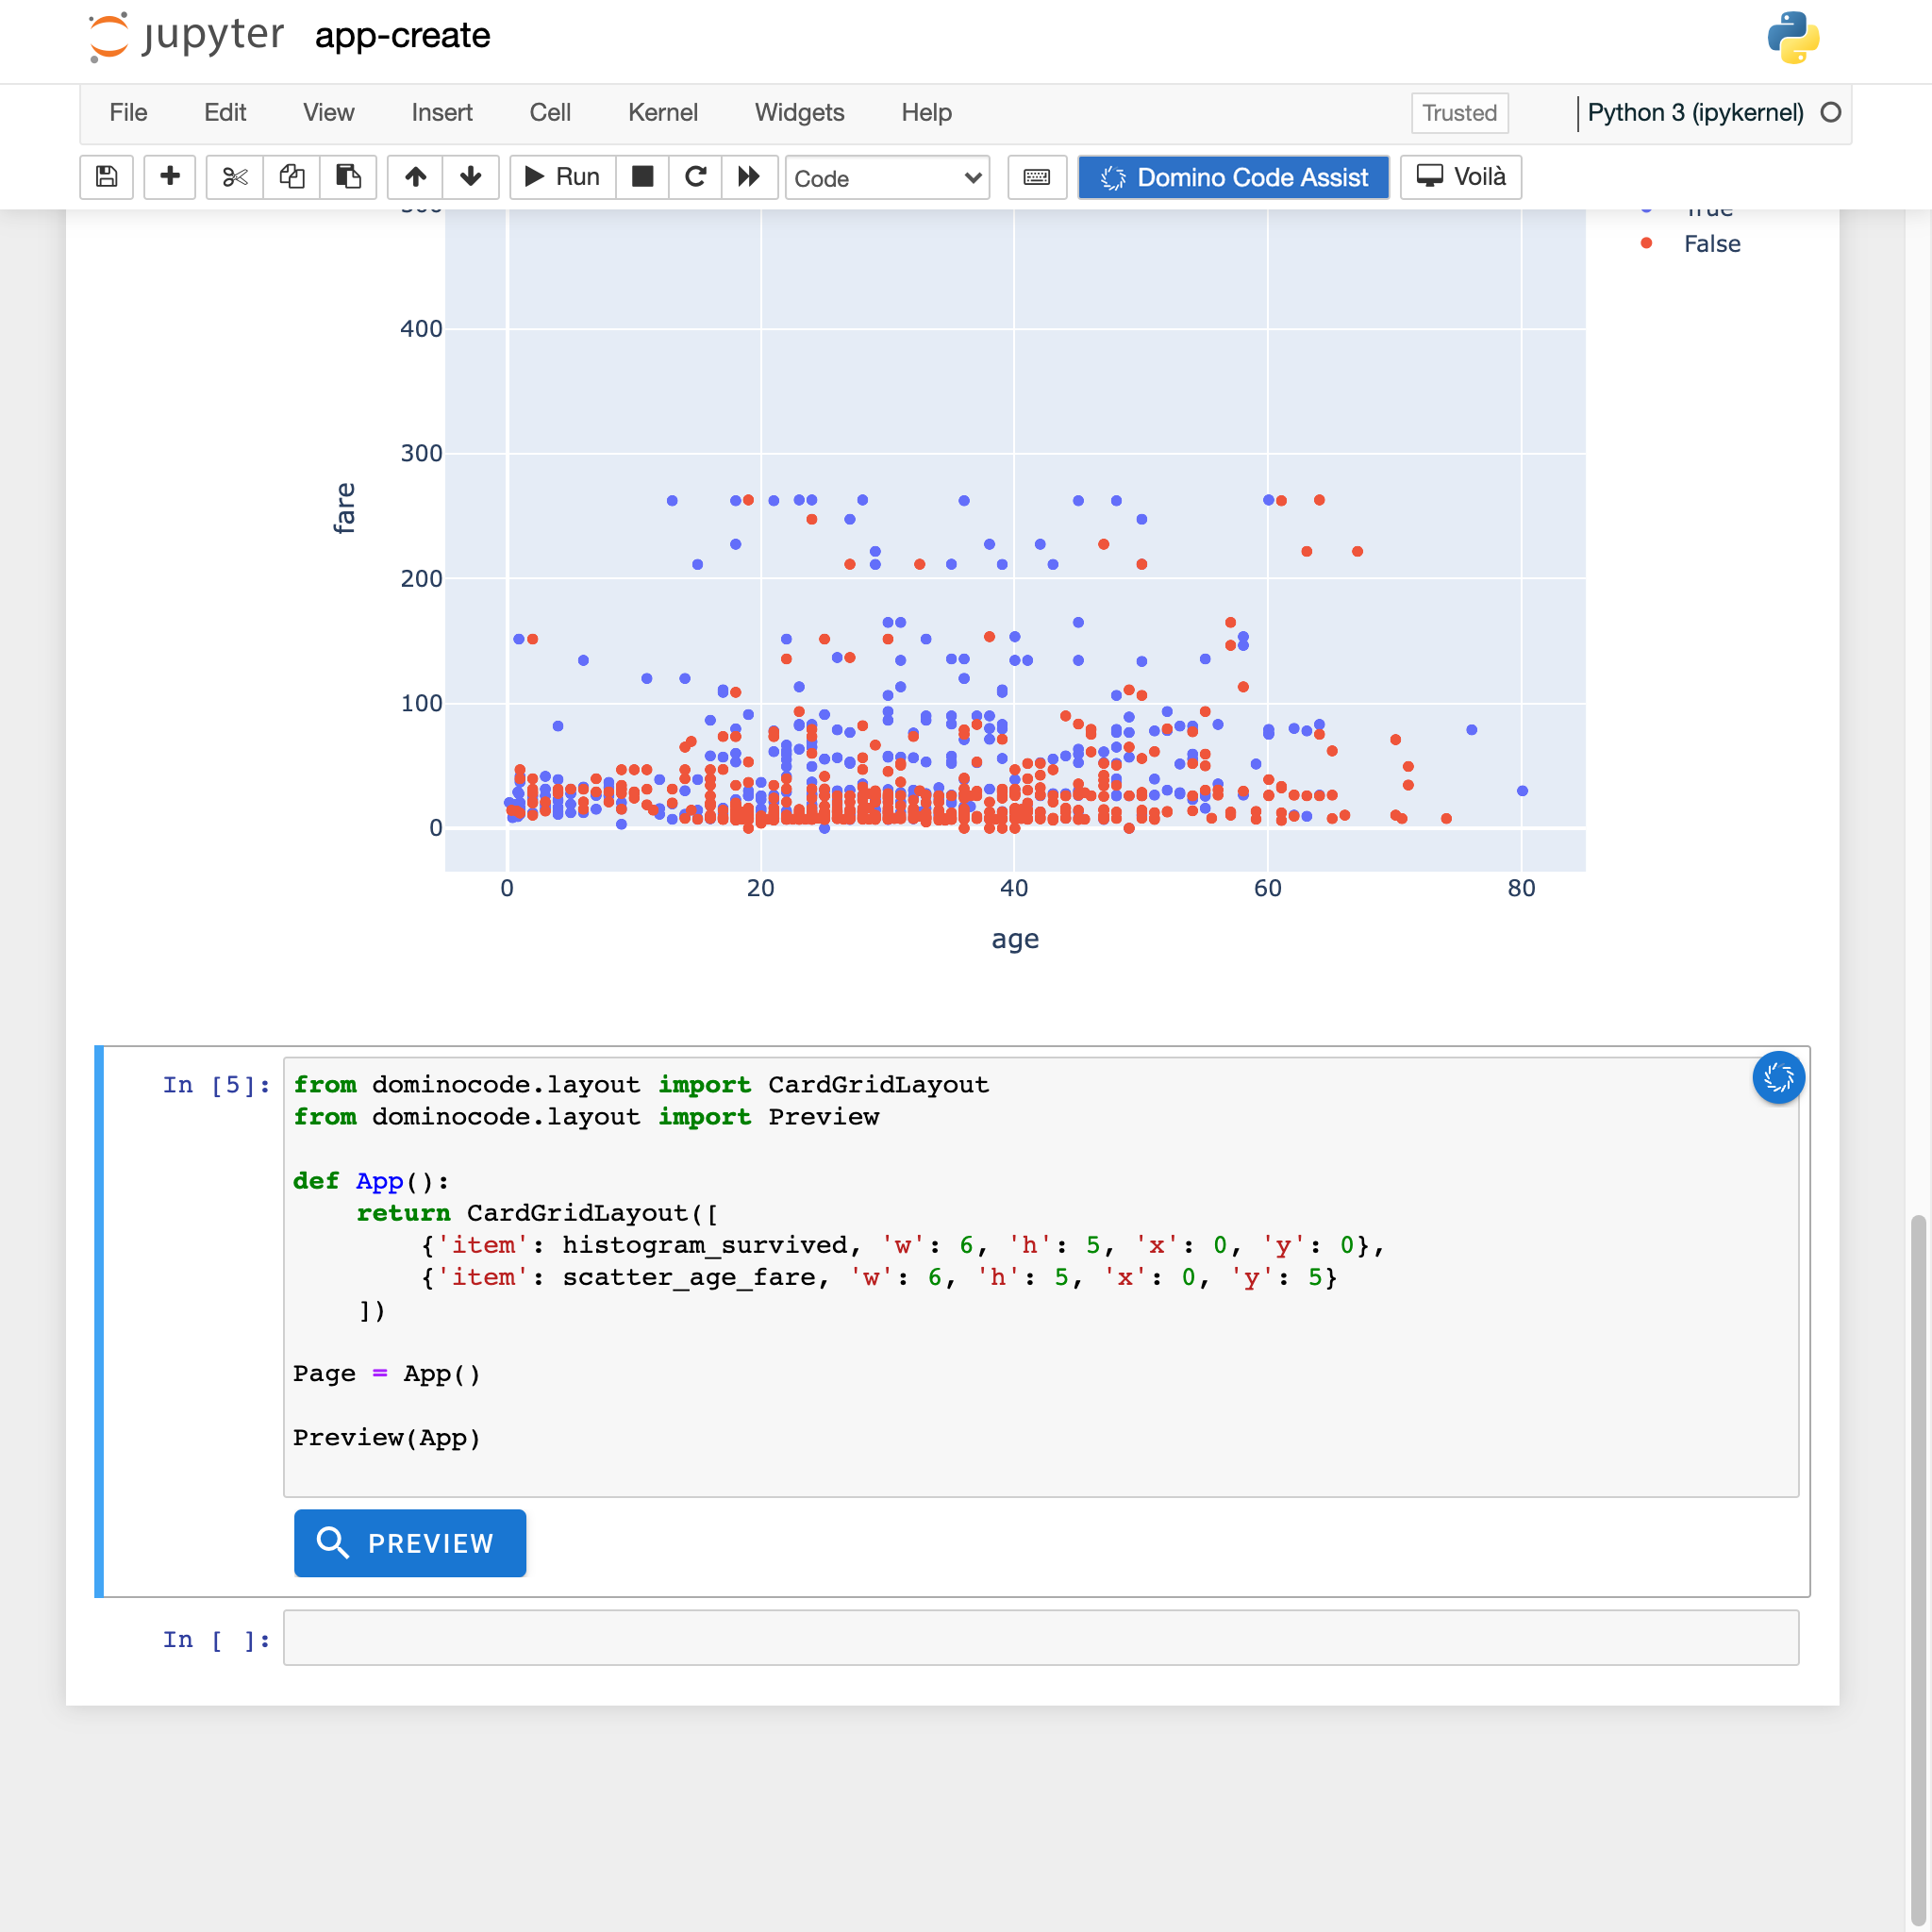 jupyter app-create
File Edit View Insert Cell Kernel Widgets Help Trusted Python 3 (ipykernel)
Run Code Domino Code Assist Voilà
True
False
400
300
fare
200
100
0
0 20 40 60 80
age
In [5]: from dominocode.layout import CardGridLayout
from dominocode.layout import Preview
def App():
return CardGridLayout([
{'item': histogram_survived, 'w': 6, 'h': 5, 'x': 0, 'y': 0},
{'item': scatter_age_fare, 'w': 6, 'h': 5, 'x': 0, 'y': 5}
])
Page = App()
Preview(App)
PREVIEW
In [ ]: